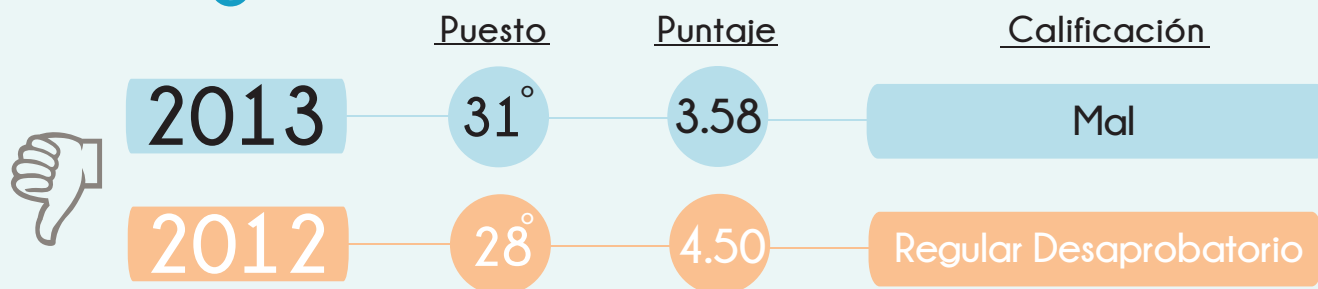 Puesto Puntaje Calificación
2013 31° 3.58 Mal
2012 28° 4.50 Regular Desaprobatorio